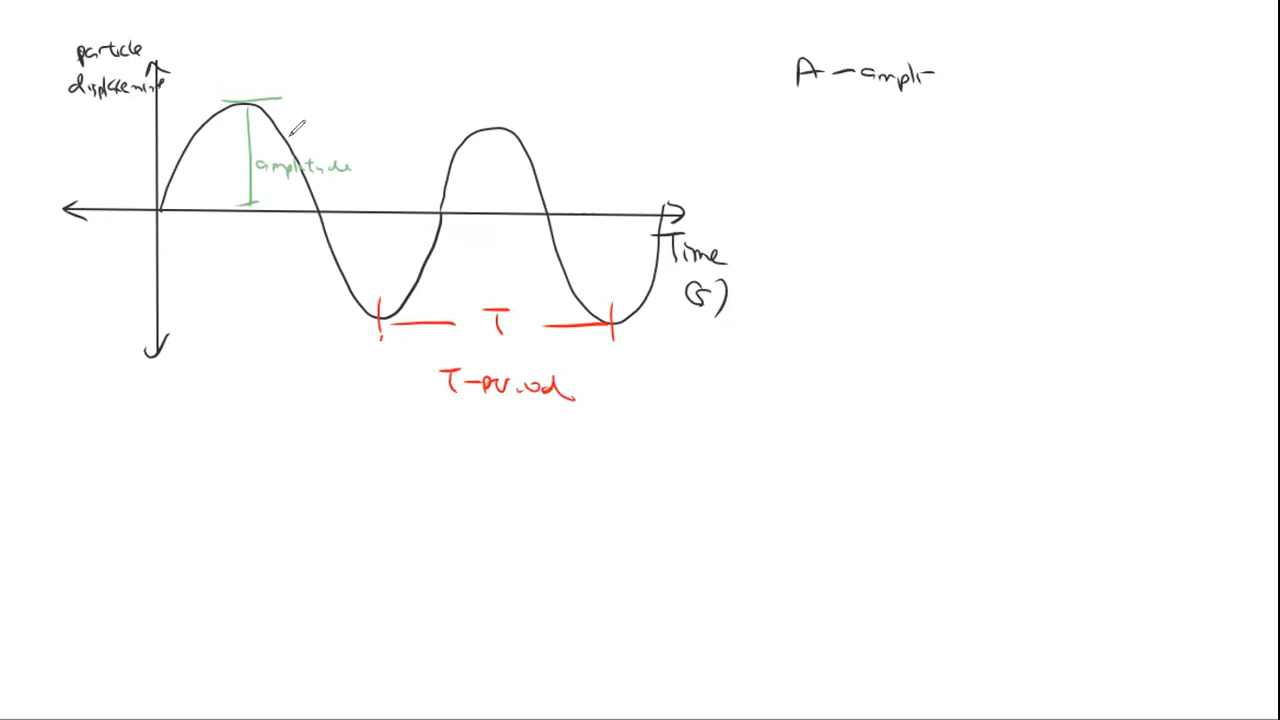 particle
displacement
A - ampli
amplitude
Time
(s)
T
T - period